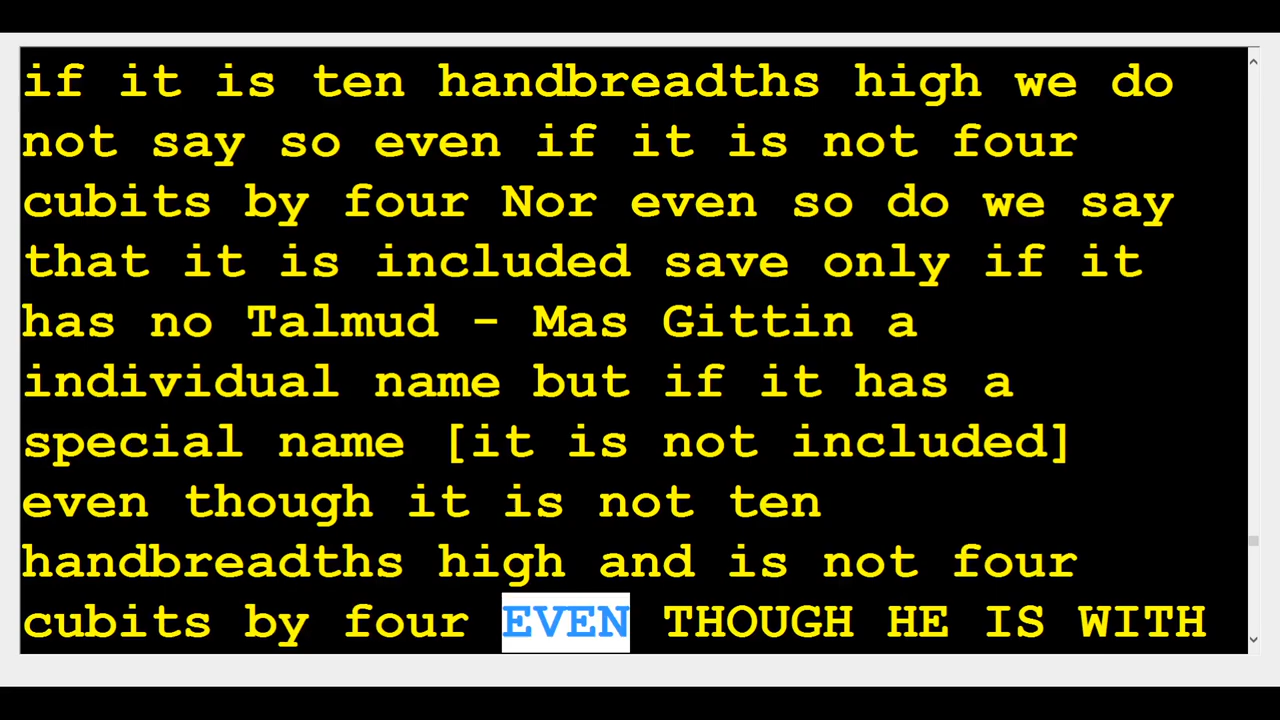 if it is ten handbreadths high we do
not say so even if it is not four
cubits by four Nor even so do we say
that it is included save only if it
has no Talmud - Mas Gittin a
individual name but if it has a
special name [it is not included]
even though it is not ten
handbreadths high and is not four
cubits by four EVEN THOUGH HE IS WITH